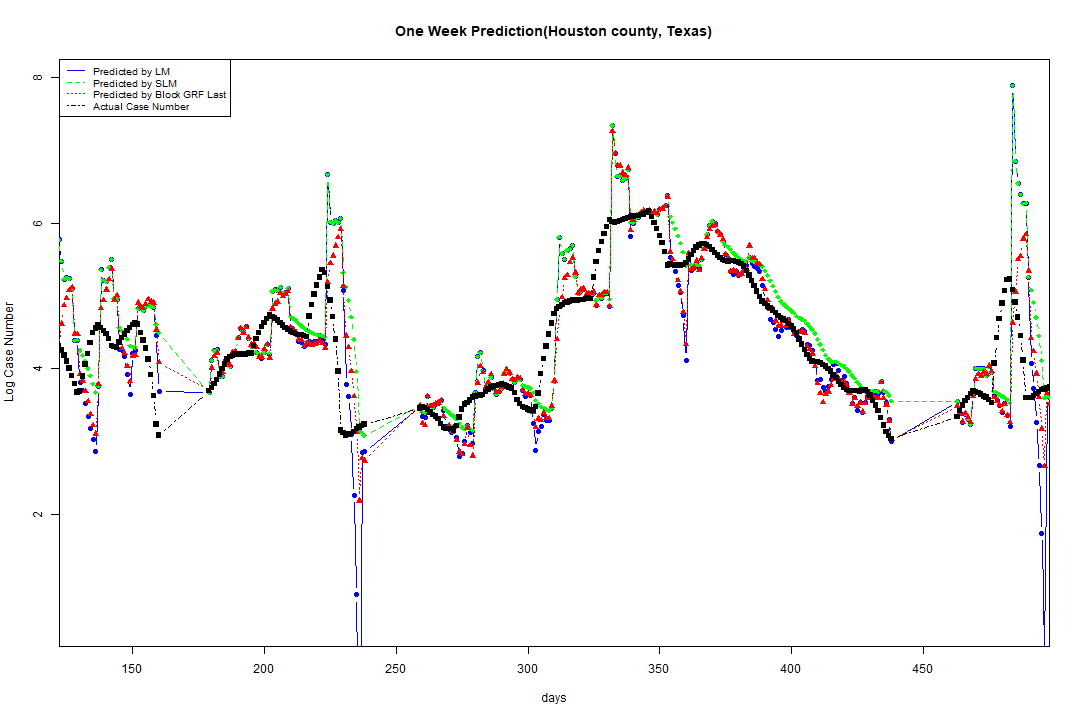 One Week Prediction(Houston county, Texas)
Predicted by LM
Predicted by SLM
Predicted by Block GRF Last
Actual Case Number
8
6
4
2
Log Case Number
150 200 250 300 350 400 450
days